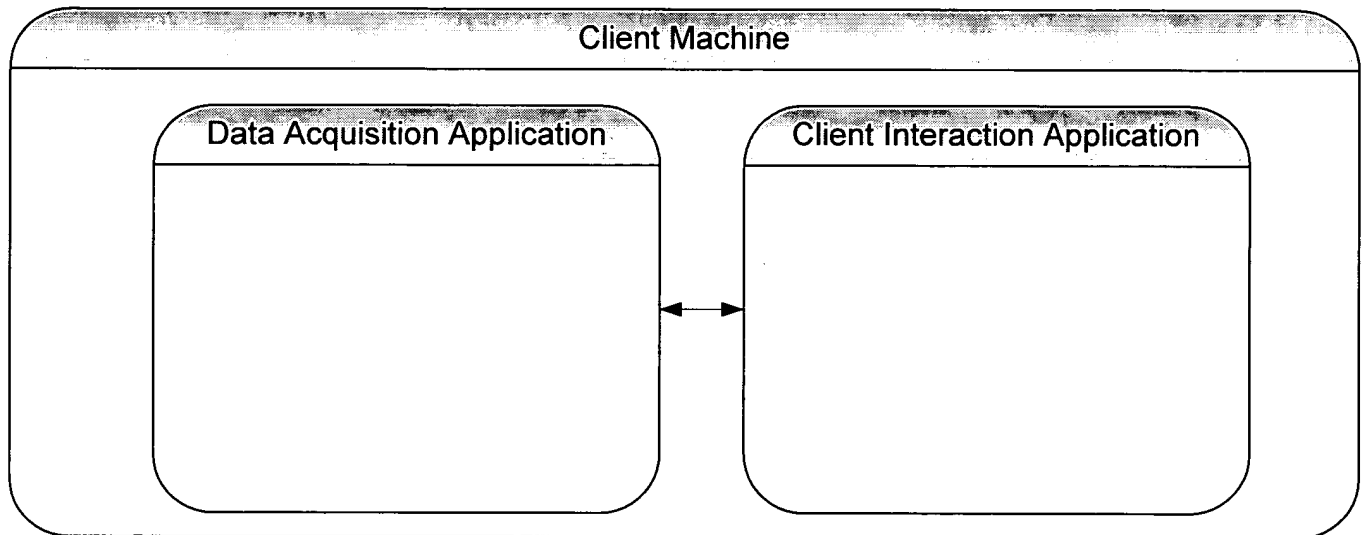 Client Machine
Data Acquisition Application
Client Interaction Application